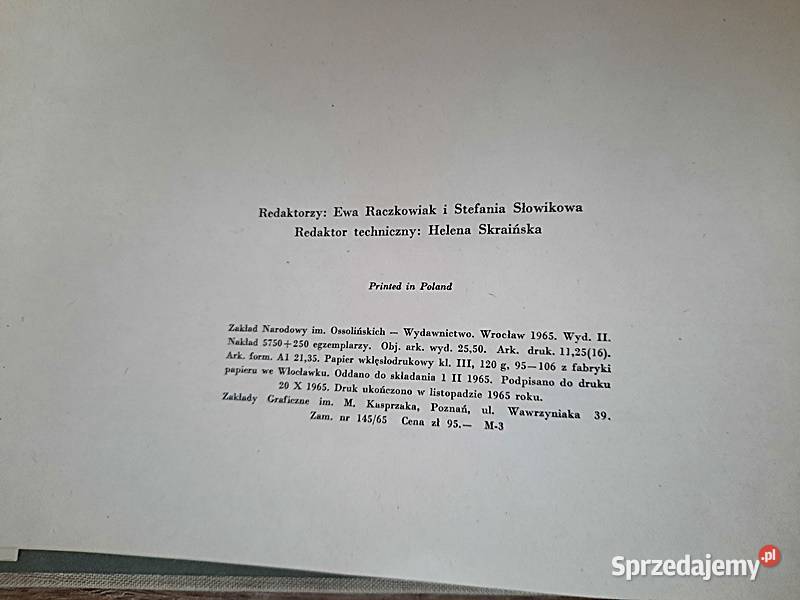 Redaktorzy: Ewa Raczkowiak i Stefania Słowikowa
Redaktor techniczny: Helena Skraińska
Printed in Poland
Zakład Narodowy im. Ossolińskich — Wydawnictwo. Wrocław 1965. Wyd. II.
Nakład 5750+250 egzemplarzy. Obj. ark. wyd. 25,50. Ark. druk. 11,25(16).
Ark. form. A1 21,35. Papier wklęsłodrukowy kl. III, 120 g, 95—106 z fabryki
papieru we Włocławku. Oddano do składania 1 II 1965. Podpisano do druku
20 X 1965. Druk ukończono w listopadzie 1965 roku.
Zakłady Graficzne im. M. Kasprzaka, Poznań, ul. Wawrzyniaka 39.
Zam. nr 145/65 Cena zł 95.— M-3
Sprzedajemy.pl